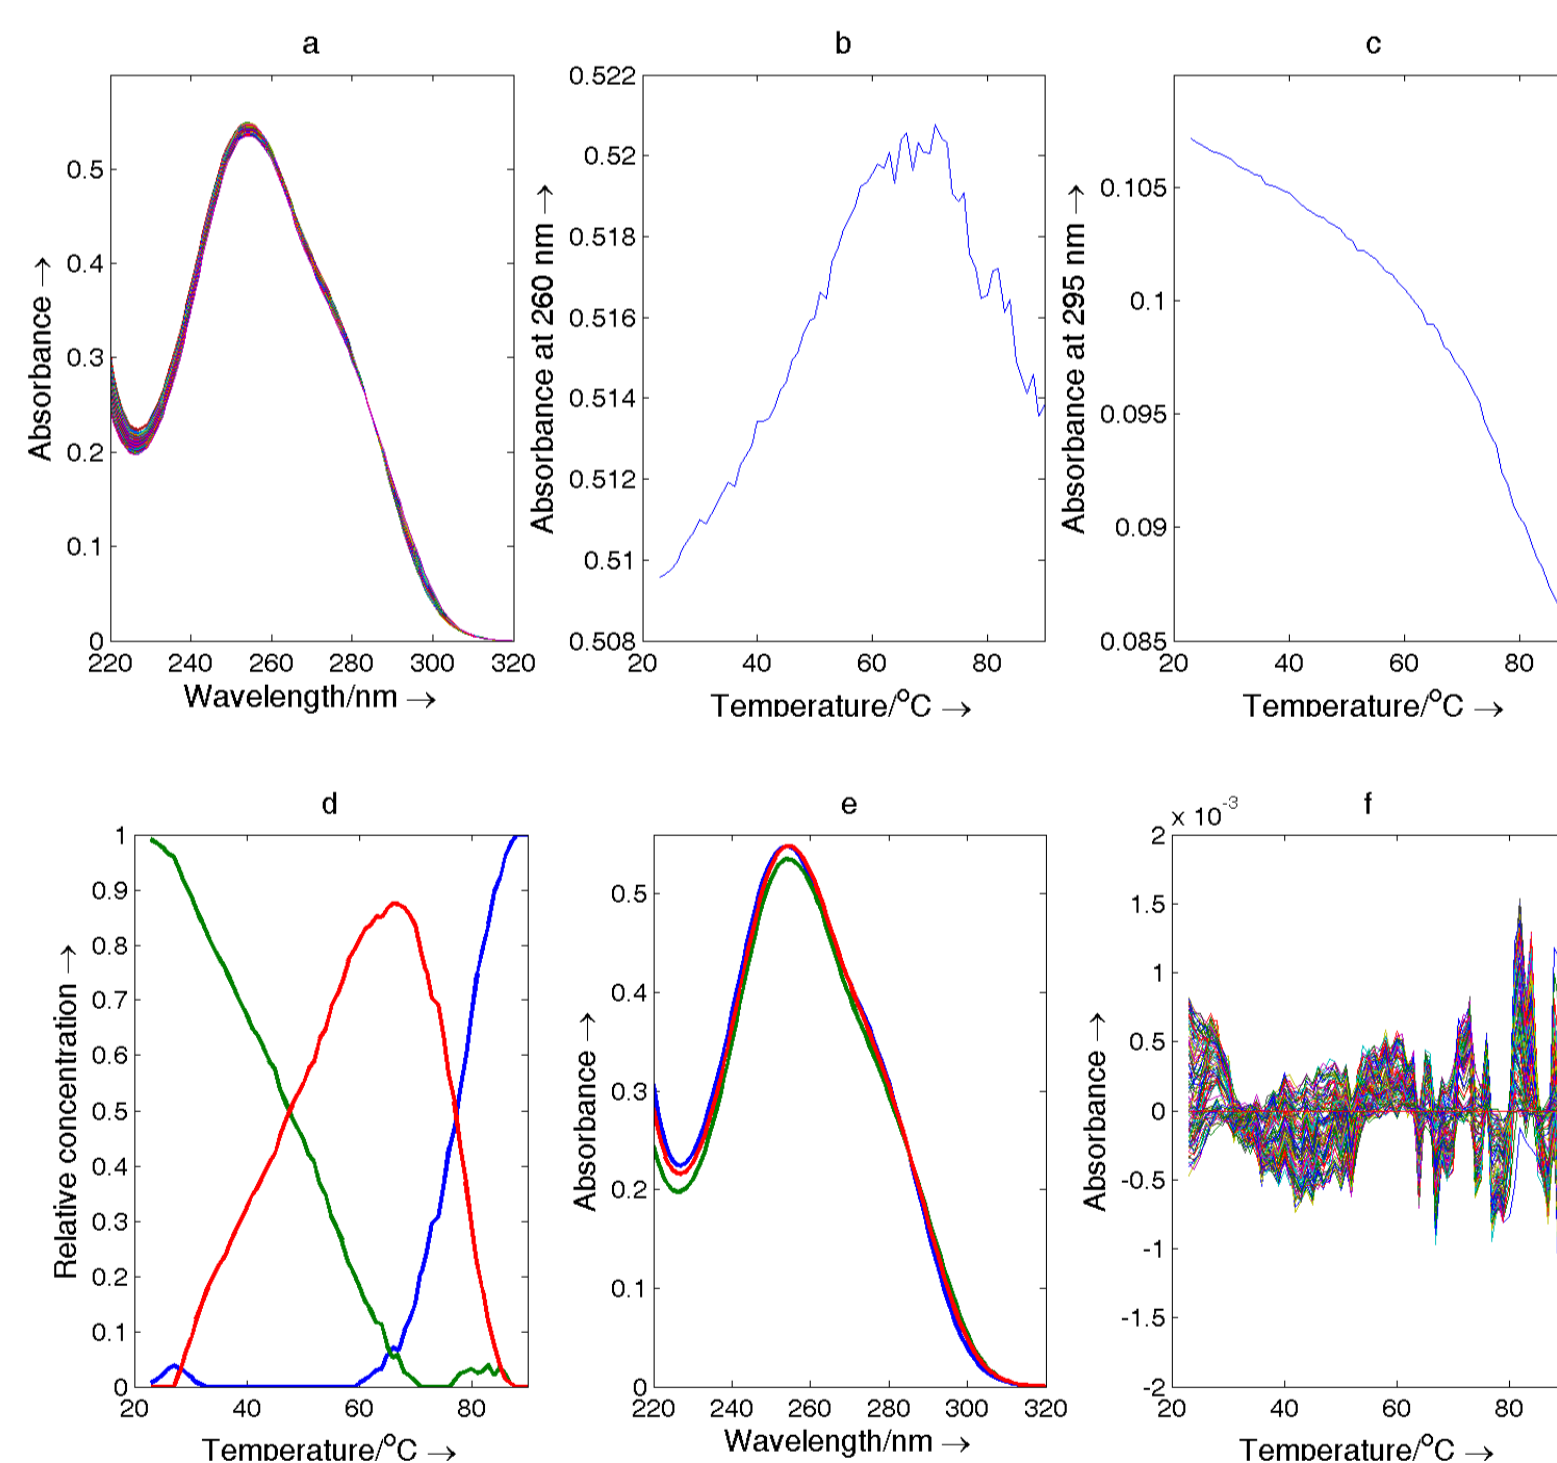 a
Absorbance →
0.5
0.4
0.3
0.2
0.1
0
220 240 260 280 300 320
Wavelength/nm →
b
Absorbance at 260 nm →
0.522
0.52
0.518
0.516
0.514
0.512
0.51
0.508
20 40 60 80
Temperature/°C →
c
Absorbance at 295 nm →
0.105
0.1
0.095
0.09
0.085
20 40 60 80
Temperature/°C →
d
Relative concentration →
1
0.9
0.8
0.7
0.6
0.5
0.4
0.3
0.2
0.1
0
20 40 60 80
Temperature/°C →
e
Absorbance →
0.5
0.4
0.3
0.2
0.1
0
220 240 260 280 300 320
Wavelength/nm →
f
x 10⁻³
Absorbance →
2
1.5
1
0.5
0
-0.5
-1
-1.5
-2
20 40 60 80
Temperature/°C →